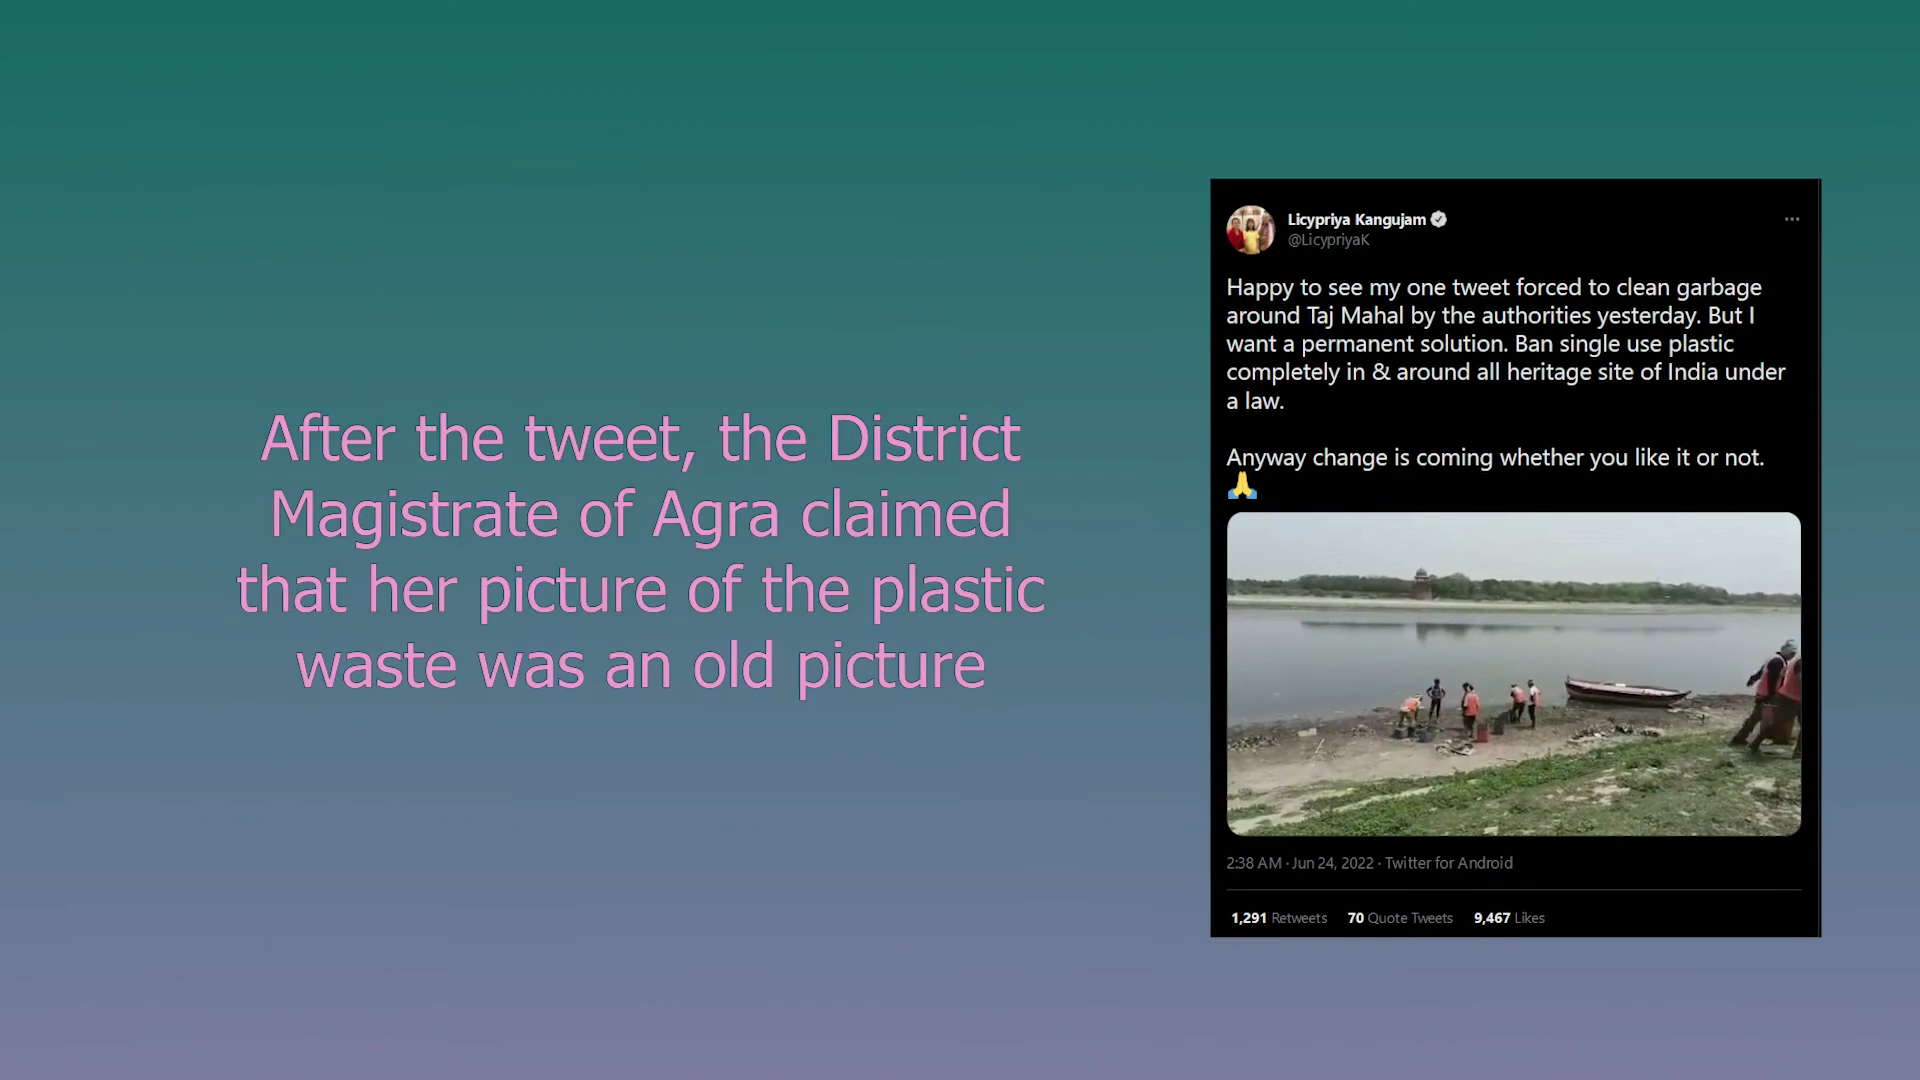 After the tweet, the District
Magistrate of Agra claimed
that her picture of the plastic
waste was an old picture
Licypriya Kangujam
@LicypriyaK
Happy to see my one tweet forced to clean garbage
around Taj Mahal by the authorities yesterday. But I
want a permanent solution. Ban single use plastic
completely in & around all heritage site of India under
a law.
Anyway change is coming whether you like it or not.
🙏
2:38 AM · Jun 24, 2022 · Twitter for Android
1,291 Retweets 70 Quote Tweets 9,467 Likes